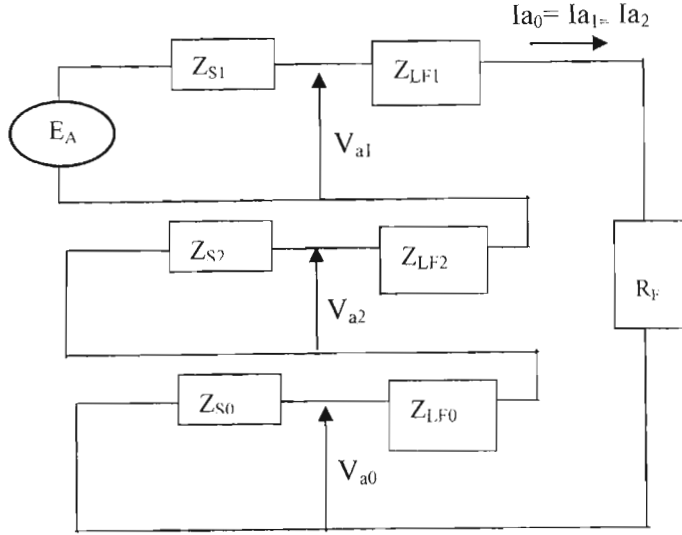 Ia0= Ia1= Ia2
ZS1
ZLF1
EA
Va1
ZS2
ZLF2
RF
Va2
ZS0
ZLF0
Va0